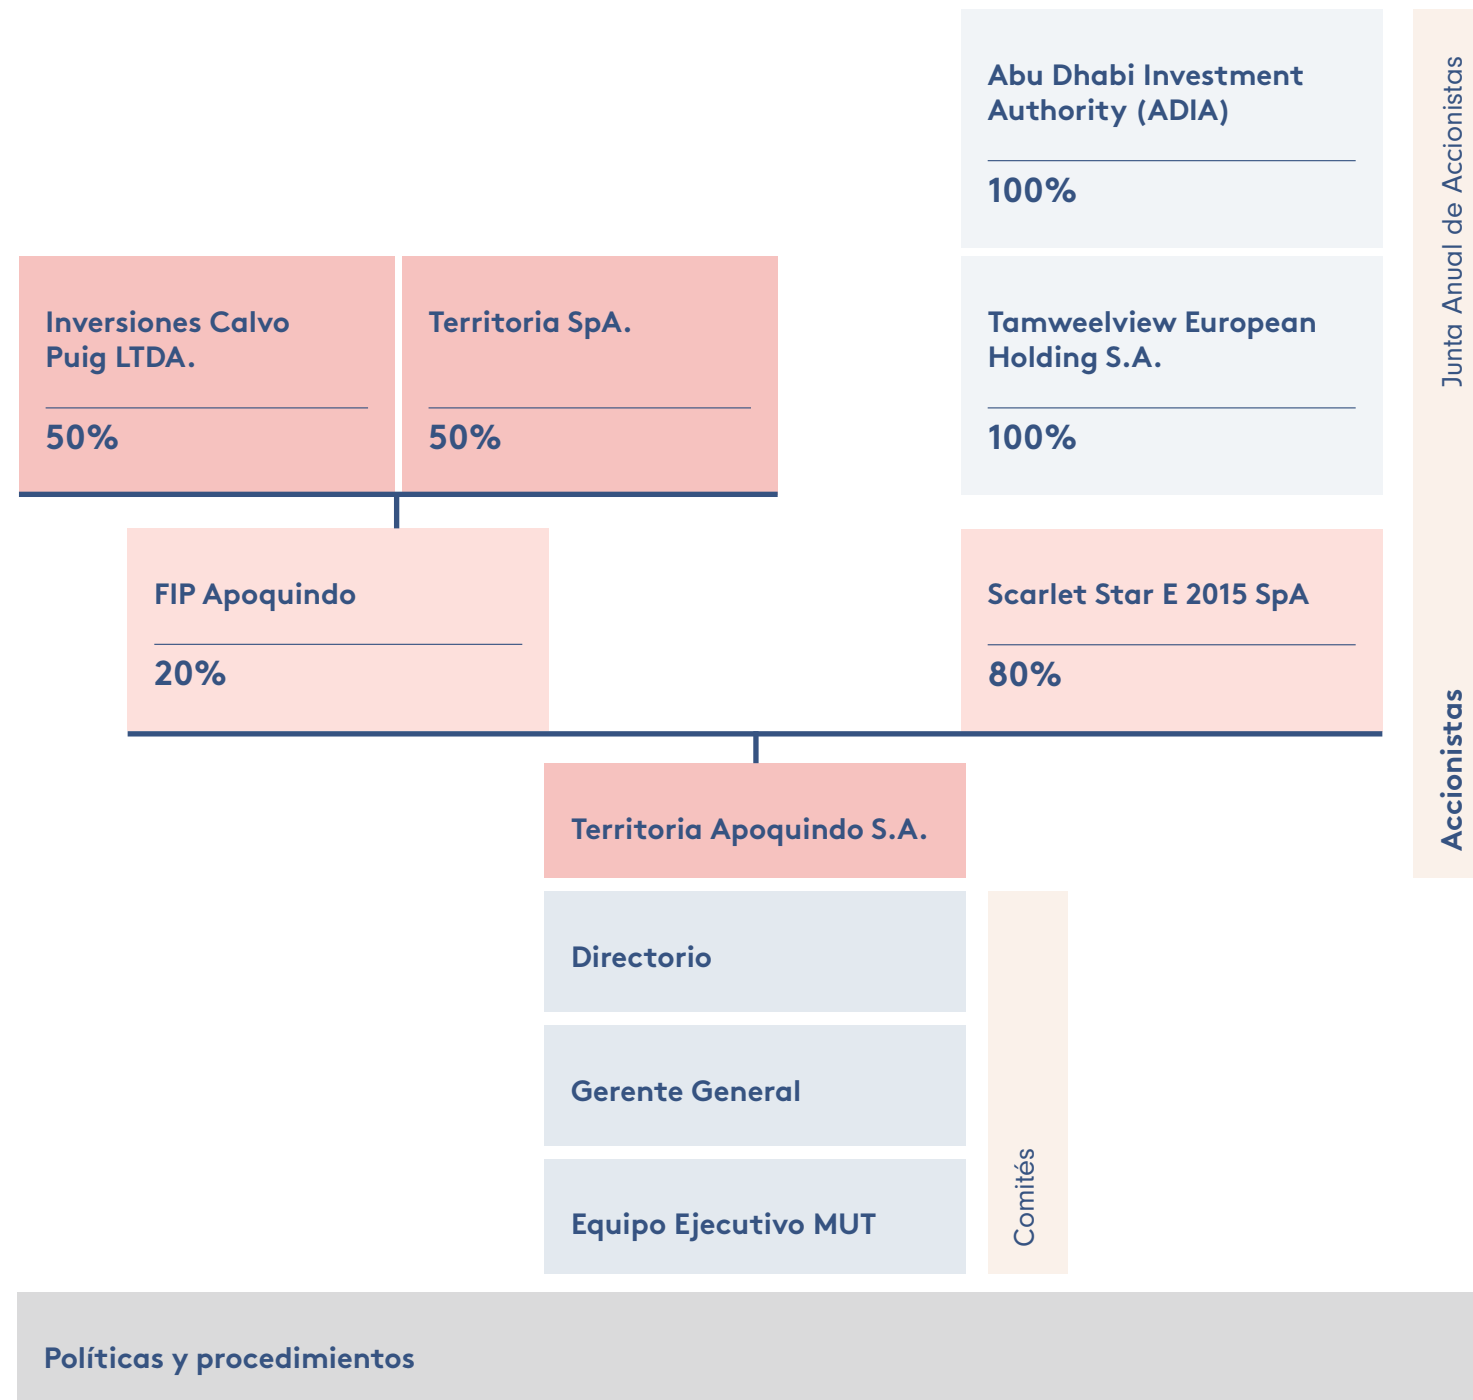 Abu Dhabi Investment
Authority (ADIA)
100%
Junta Anual de Accionistas
Inversiones Calvo
Puig LTDA.
50%
Territoria SpA.
50%
Tamweelview European
Holding S.A.
100%
FIP Apoquindo
20%
Scarlet Star E 2015 SpA
80%
Accionistas
Territoria Apoquindo S.A.
Directorio
Gerente General
Equipo Ejecutivo MUT
Comités
Políticas y procedimientos